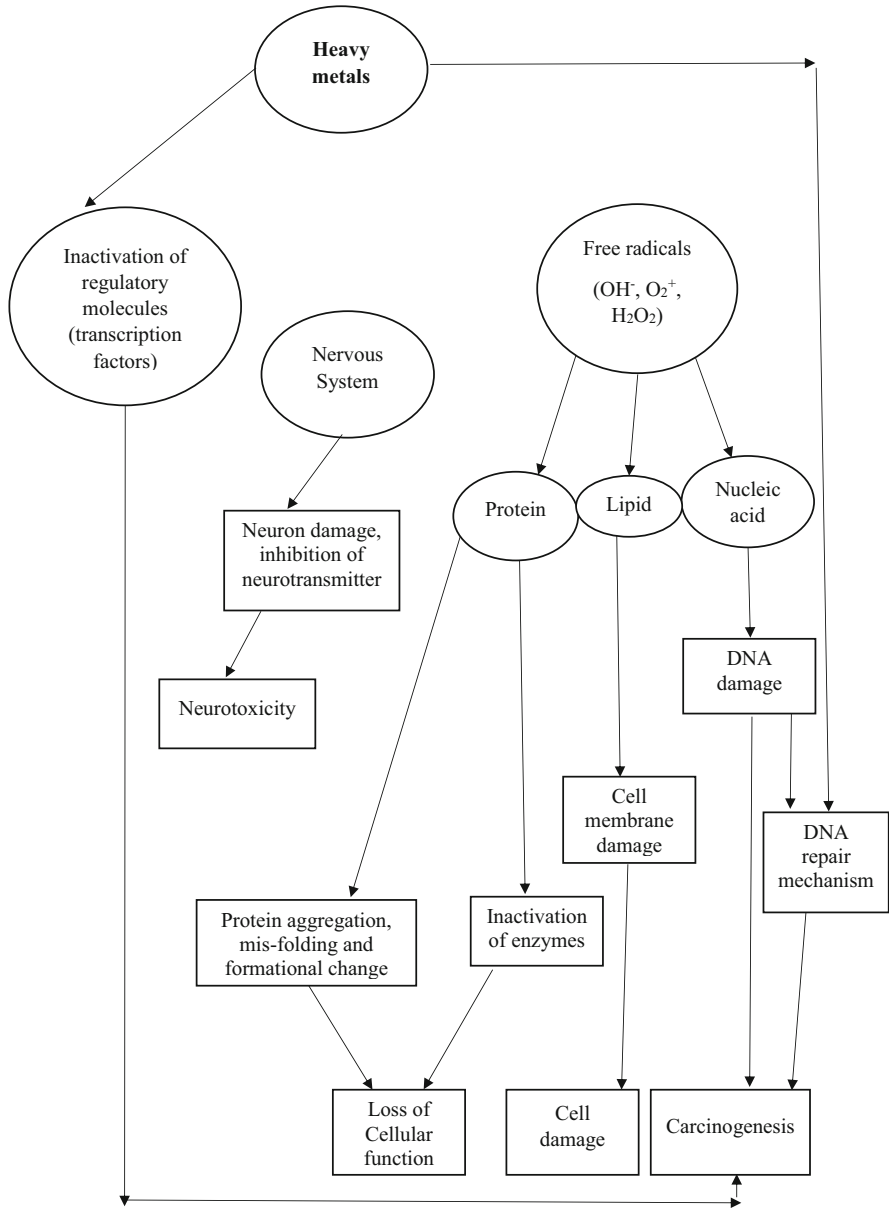 Heavy
metals
Inactivation of
regulatory
molecules
(transcription
factors)
Free radicals
(OH⁻, O₂⁺,
H₂O₂)
Nervous
System
Protein
Lipid
Nucleic
acid
Neuron damage,
inhibition of
neurotransmitter
DNA
damage
Neurotoxicity
Cell
membrane
damage
DNA
repair
mechanism
Protein aggregation,
mis-folding and
formational change
Inactivation
of enzymes
Loss of
Cellular
function
Cell
damage
Carcinogenesis